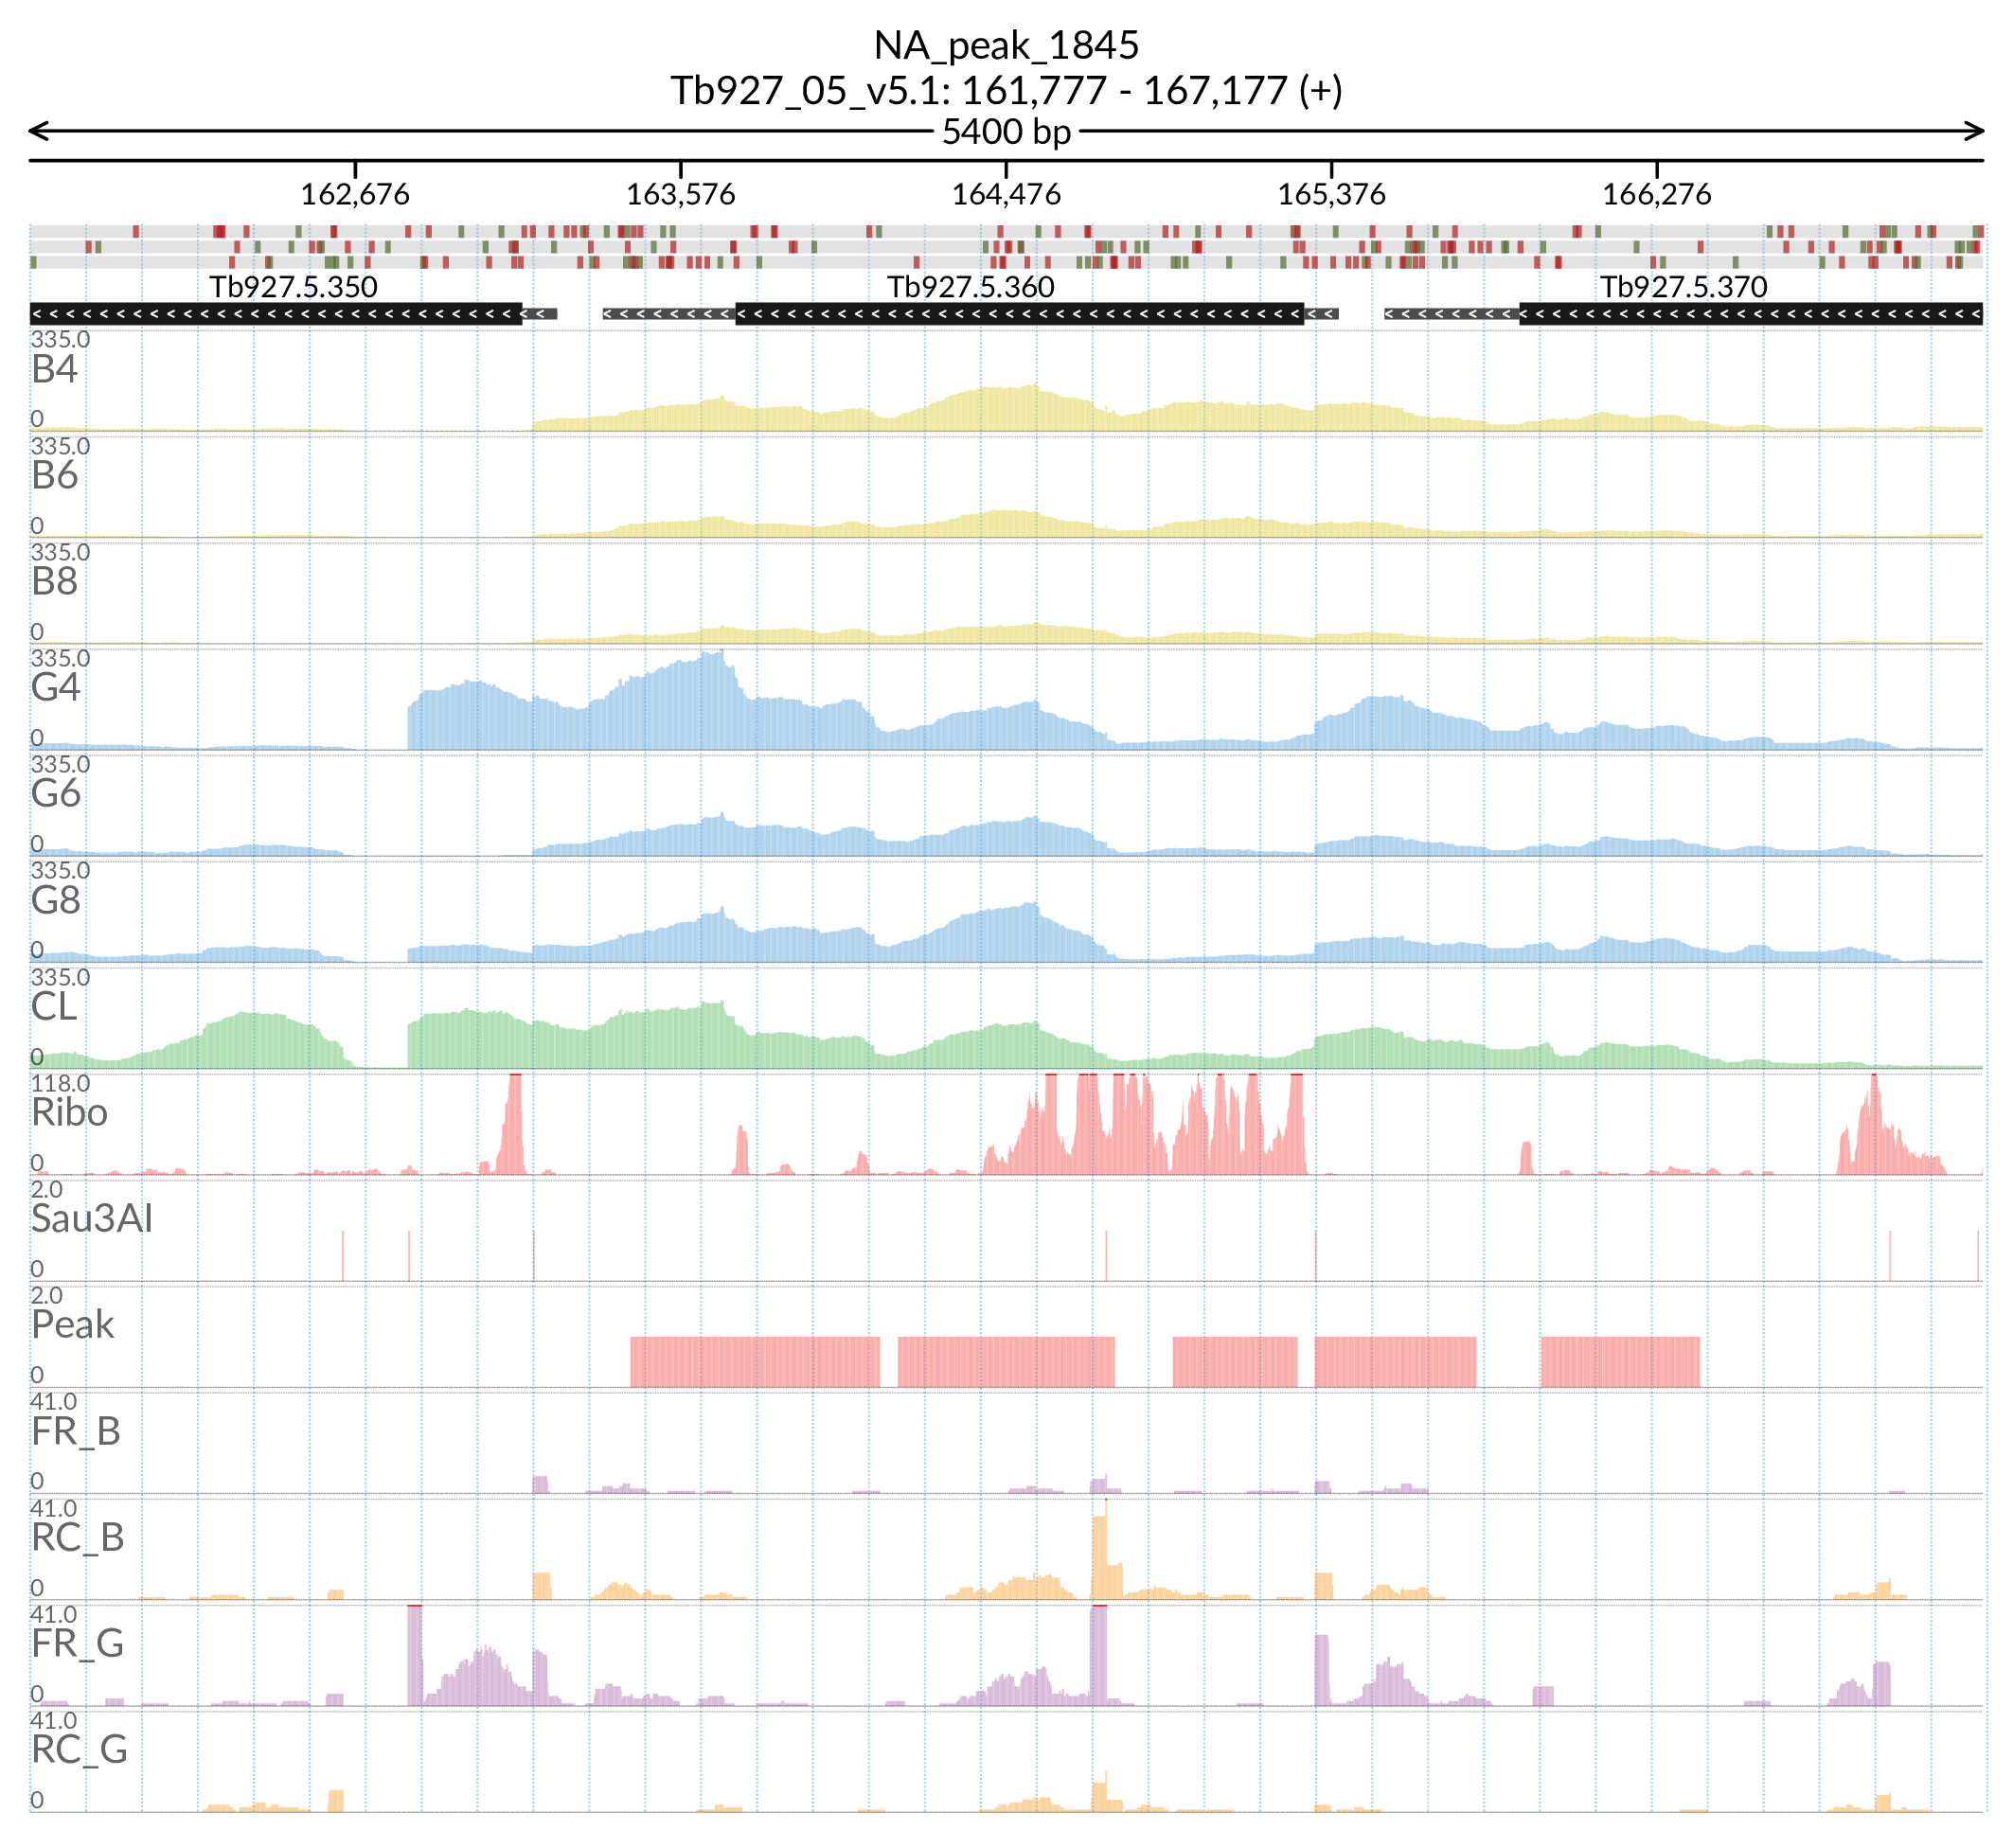 NA_peak_1845
Tb927_05_v5.1: 161,777 - 167,177 (+)
5400 bp
162,676 163,576 164,476 165,376 166,276
Tb927.5.350 Tb927.5.360 Tb927.5.370
335.0
B4
0
335.0
B6
0
335.0
B8
0
335.0
G4
0
335.0
G6
0
335.0
G8
0
335.0
CL
0
118.0
Ribo
0
2.0
Sau3AI
0
2.0
Peak
0
41.0
FR_B
0
41.0
RC_B
0
41.0
FR_G
0
41.0
RC_G
0